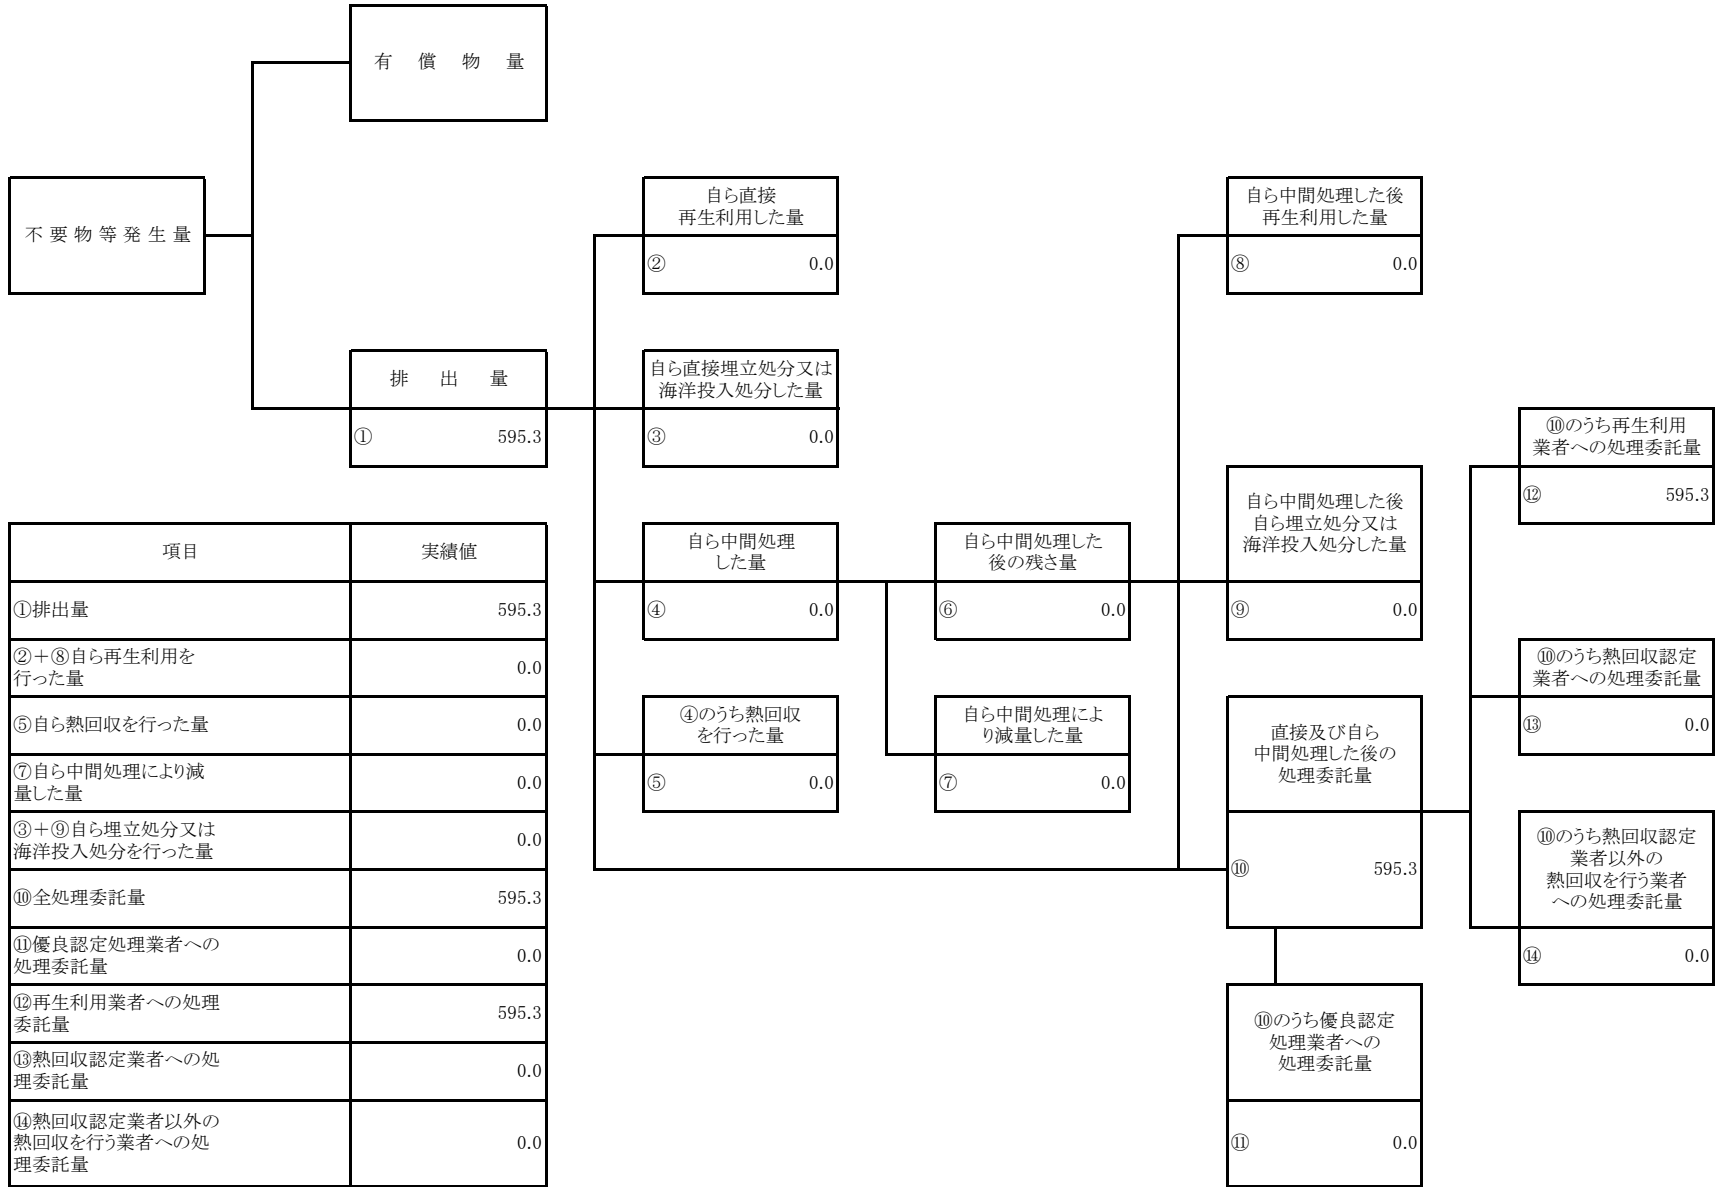 有償物量
不要物等発生量
排出量
① 595.3
自ら直接
再生利用した量
② 0.0
自ら直接埋立処分又は
海洋投入処分した量
③ 0.0
自ら中間処理
した量
④ 0.0
④のうち熱回収
を行った量
⑤ 0.0
自ら中間処理した
後の残さ量
⑥ 0.0
自ら中間処理によ
り減量した量
⑦ 0.0
自ら中間処理した後
再生利用した量
⑧ 0.0
自ら中間処理した後
自ら埋立処分又は
海洋投入処分した量
⑨ 0.0
直接及び自ら
中間処理した後の
処理委託量
⑩ 595.3
⑩のうち優良認定
処理業者への
処理委託量
⑪ 0.0
⑩のうち再生利用
業者への処理委託量
⑫ 595.3
⑩のうち熱回収認定
業者への処理委託量
⑬ 0.0
⑩のうち熱回収認定
業者以外の
熱回収を行う業者
への処理委託量
⑭ 0.0
項目 実績値
①排出量 595.3
②+⑧自ら再生利用を
行った量 0.0
⑤自ら熱回収を行った量 0.0
⑦自ら中間処理により減
量した量 0.0
③+⑨自ら埋立処分又は
海洋投入処分を行った量 0.0
⑩全処理委託量 595.3
⑪優良認定処理業者への
処理委託量 0.0
⑫再生利用業者への処理
委託量 595.3
⑬熱回収認定業者への処
理委託量 0.0
⑭熱回収認定業者以外の
熱回収を行う業者への処
理委託量 0.0